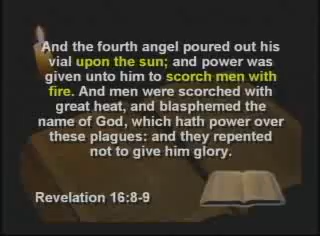 And the fourth angel poured out his
vial upon the sun; and power was
given unto him to scorch men with
fire. And men were scorched with
great heat, and blasphemed the
name of God, which hath power over
these plagues: and they repented
not to give him glory.
Revelation 16:8-9